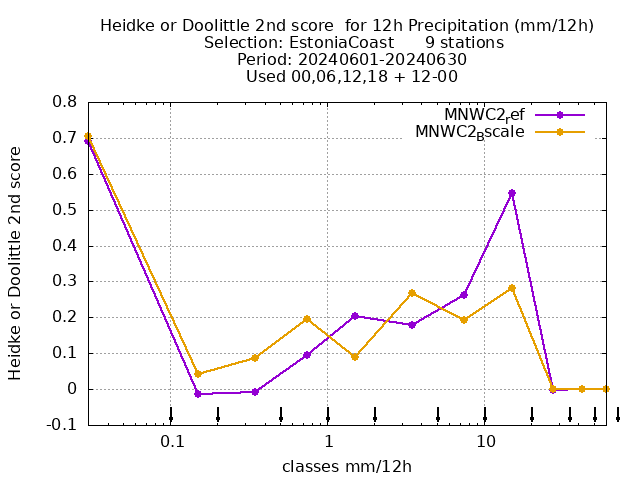 Heidke or Doolittle 2nd score  for 12h Precipitation (mm/12h)
Selection: EstoniaCoast      9 stations
Period: 20240601-20240630
Used 00,06,12,18 + 12-00
MNWC2ref
MNWC2Bscale
0.8
0.7
0.6
0.5
0.4
0.3
0.2
0.1
0
-0.1
Heidke or Doolittle 2nd score
0.1 1 10
classes mm/12h